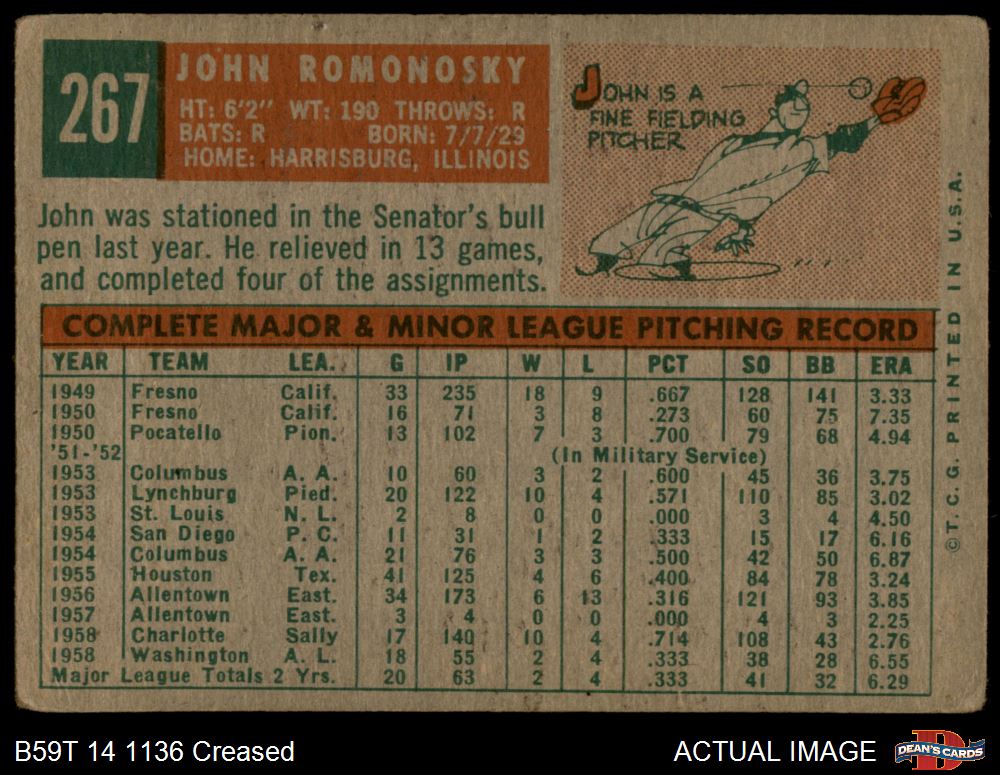 267
JOHN ROMONOSKY
HT: 6'2" WT: 190 THROWS: R
BATS: R BORN: 7/7/29
HOME: HARRISBURG, ILLINOIS
JOHN IS A
FINE FIELDING
PITCHER
John was stationed in the Senator's bull
pen last year. He relieved in 13 games,
and completed four of the assignments.
COMPLETE MAJOR & MINOR LEAGUE PITCHING RECORD
YEAR TEAM LEA. G IP W L PCT SO BB ERA
1949 Fresno Calif. 33 235 18 9 .667 128 141 3.33
1950 Fresno Calif. 16 71 3 8 .273 60 75 7.35
1950 Pocatello Pion. 13 102 7 3 .700 79 68 4.94
'51-'52 (In Military Service)
1953 Columbus A. A. 10 60 3 2 .600 45 36 3.75
1953 Lynchburg Pied. 20 122 10 4 .571 110 85 3.02
1953 St. Louis N. L. 2 8 0 0 .000 3 4 4.50
1954 San Diego P. C. 11 31 1 2 .333 15 17 6.16
1954 Columbus A. A. 21 76 3 3 .500 42 50 6.87
1955 Houston Tex. 41 125 4 6 .400 84 78 3.24
1956 Allentown East. 34 173 6 13 .316 121 93 3.85
1957 Allentown East. 3 4 0 0 .000 4 3 2.25
1958 Charlotte Sally 17 140 10 4 .714 108 43 2.76
1958 Washington A. L. 18 55 2 4 .333 38 28 6.55
Major League Totals 2 Yrs. 20 63 2 4 .333 41 32 6.29
©T.C.G. PRINTED IN U.S.A.
B59T 14 1136 Creased
ACTUAL IMAGE
D
DEAN'S CARDS